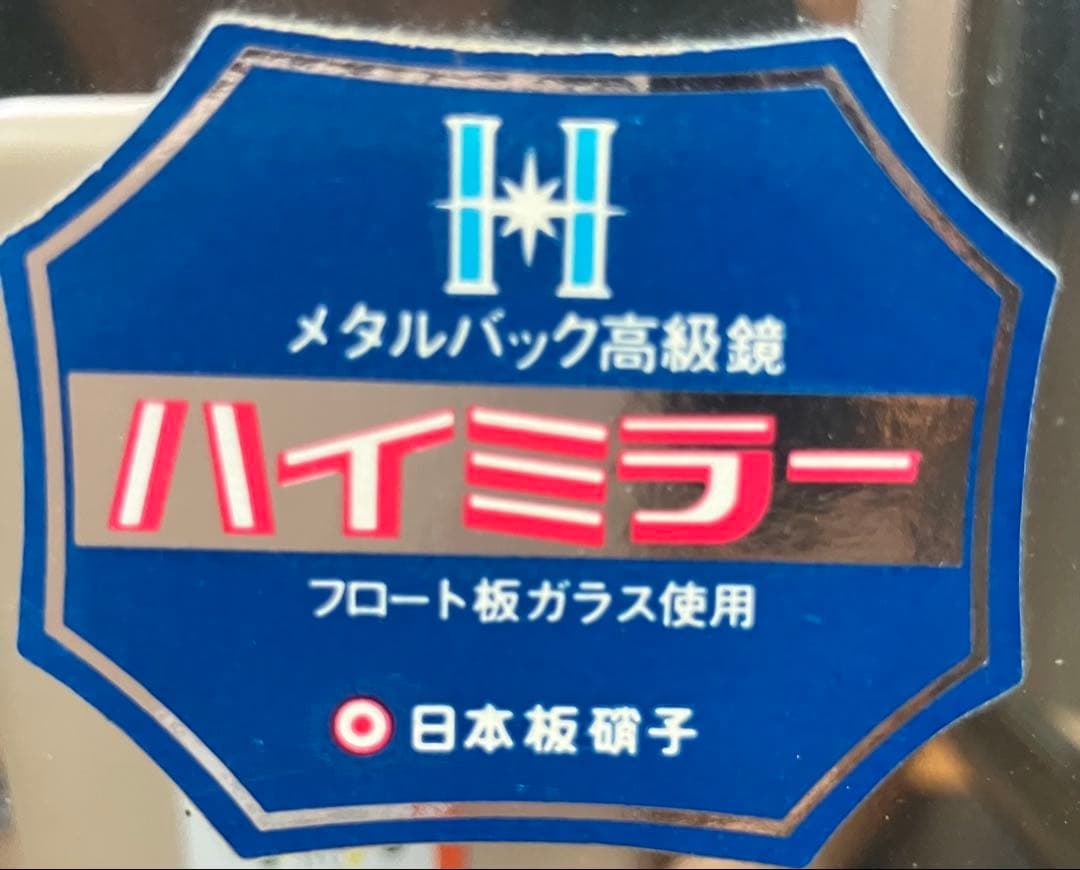 H
メタルバック高級鏡
ハイミラー
フロート板ガラス使用
日本板硝子